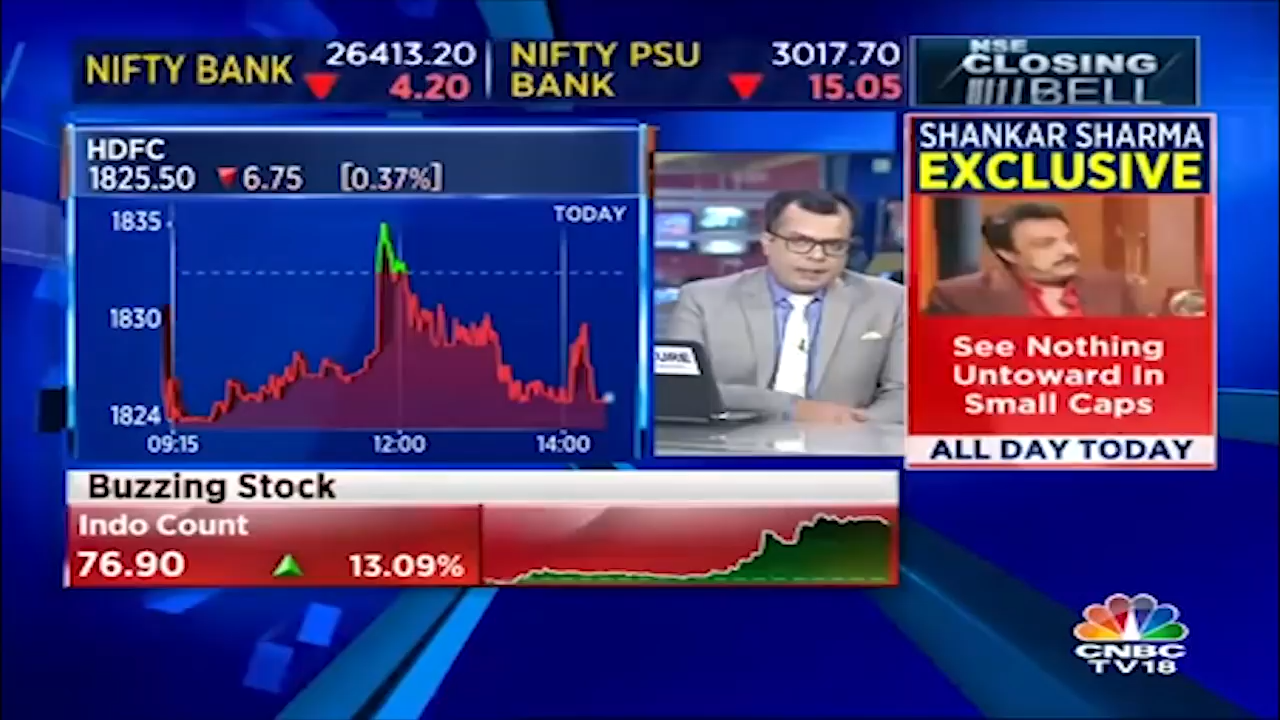 NIFTY BANK
26413.20
4.20
NIFTY PSU
BANK
3017.70
15.05
NSE
CLOSING
BELL
HDFC
1825.50 6.75 [0.37%]
TODAY
1835
1830
1824
09:15 12:00 14:00
URE
SHANKAR SHARMA
EXCLUSIVE
See Nothing
Untoward In
Small Caps
ALL DAY TODAY
Buzzing Stock
Indo Count
76.90 13.09%
CNBC
TV18